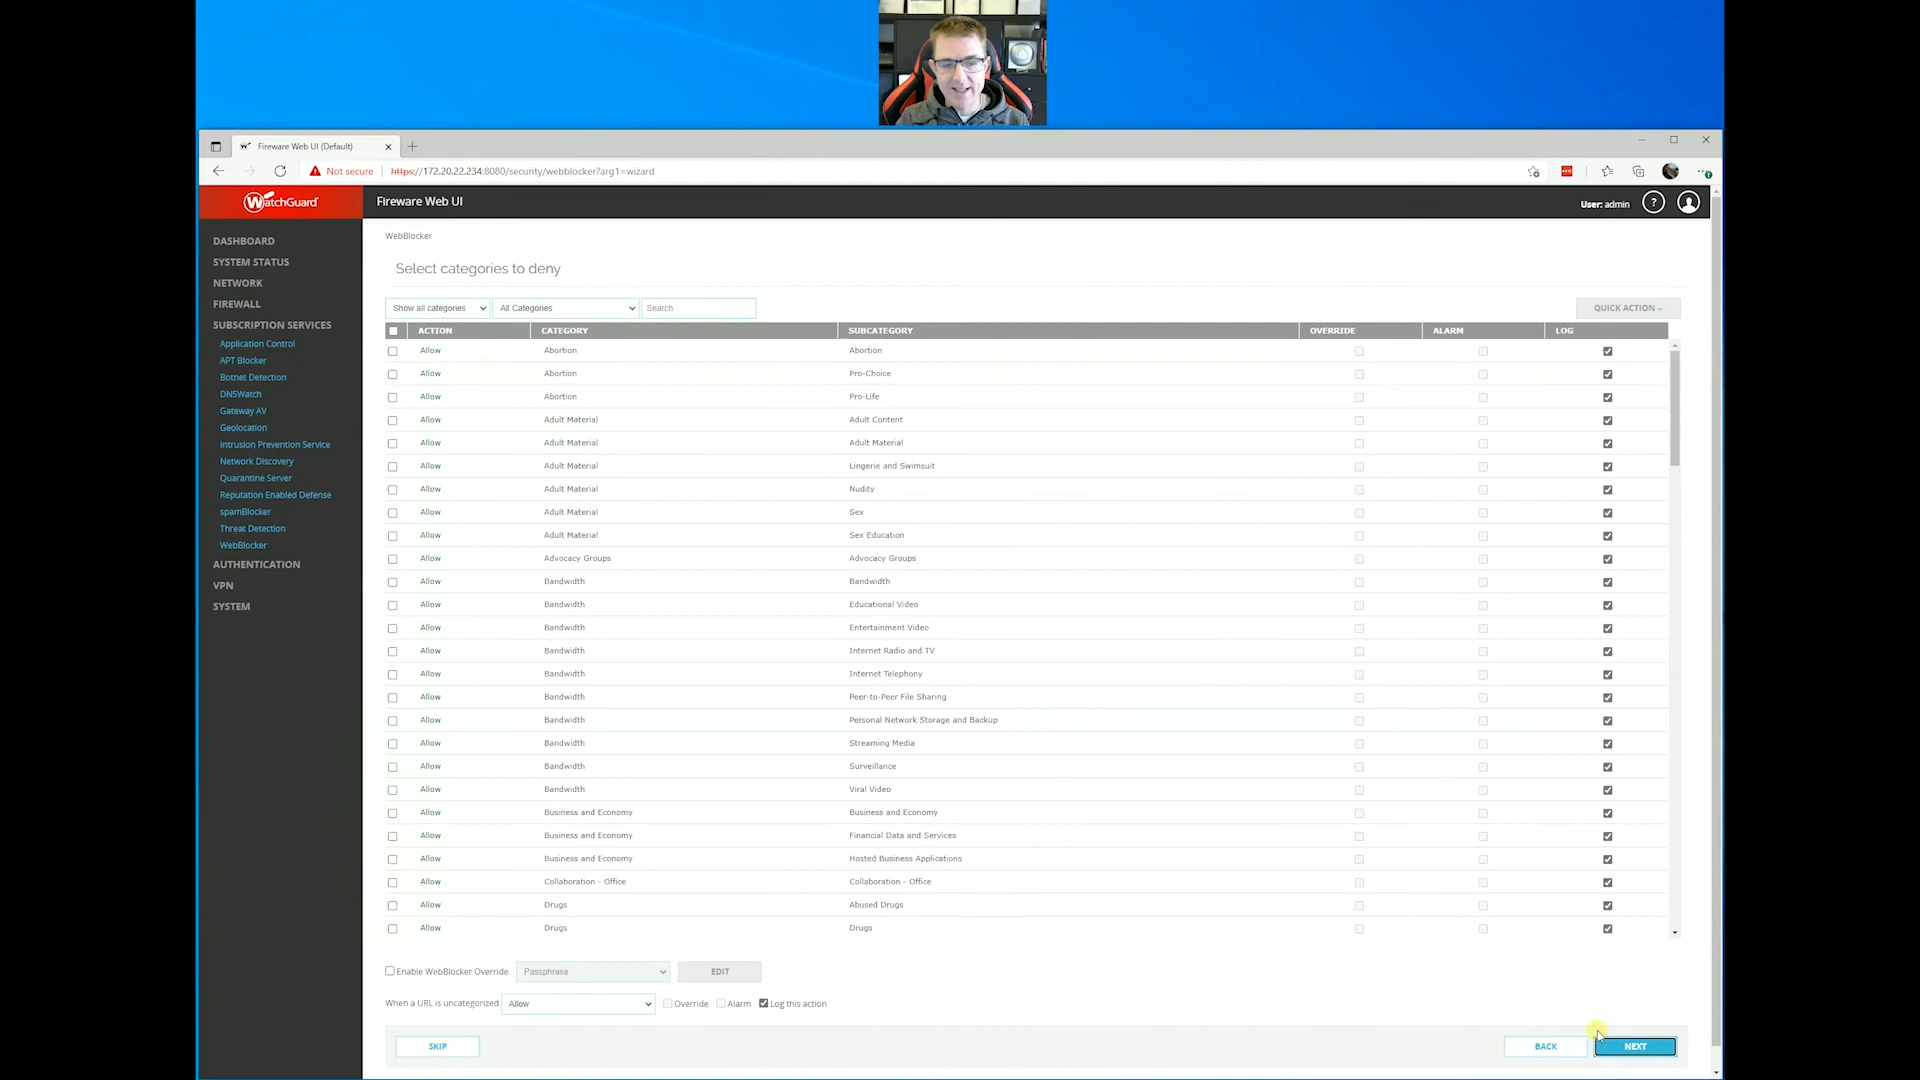 Fireware Web UI (Default)
Not secure https://172.20.22.234:8080/security/webblocker?arg1=wizard
WatchGuard Fireware Web UI User: admin ?
DASHBOARD
SYSTEM STATUS
NETWORK
FIREWALL
SUBSCRIPTION SERVICES
Application Control
APT Blocker
Botnet Detection
DNSWatch
Gateway AV
Geolocation
Intrusion Prevention Service
Network Discovery
Quarantine Server
Reputation Enabled Defense
spamBlocker
Threat Detection
WebBlocker
AUTHENTICATION
VPN
SYSTEM
WebBlocker
Select categories to deny
Show all categories All Categories Search QUICK ACTION
ACTION CATEGORY SUBCATEGORY OVERRIDE ALARM LOG
Allow Abortion Abortion
Allow Abortion Pro-Choice
Allow Abortion Pro-Life
Allow Adult Material Adult Content
Allow Adult Material Adult Material
Allow Adult Material Lingerie and Swimsuit
Allow Adult Material Nudity
Allow Adult Material Sex
Allow Adult Material Sex Education
Allow Advocacy Groups Advocacy Groups
Allow Bandwidth Bandwidth
Allow Bandwidth Educational Video
Allow Bandwidth Entertainment Video
Allow Bandwidth Internet Radio and TV
Allow Bandwidth Internet Telephony
Allow Bandwidth Peer-to-Peer File Sharing
Allow Bandwidth Personal Network Storage and Backup
Allow Bandwidth Streaming Media
Allow Bandwidth Surveillance
Allow Bandwidth Viral Video
Allow Business and Economy Business and Economy
Allow Business and Economy Financial Data and Services
Allow Business and Economy Hosted Business Applications
Allow Collaboration - Office Collaboration - Office
Allow Drugs Abused Drugs
Allow Drugs Drugs
Enable WebBlocker Override Passphrase EDIT
When a URL is uncategorized Allow Override Alarm Log this action
SKIP BACK NEXT